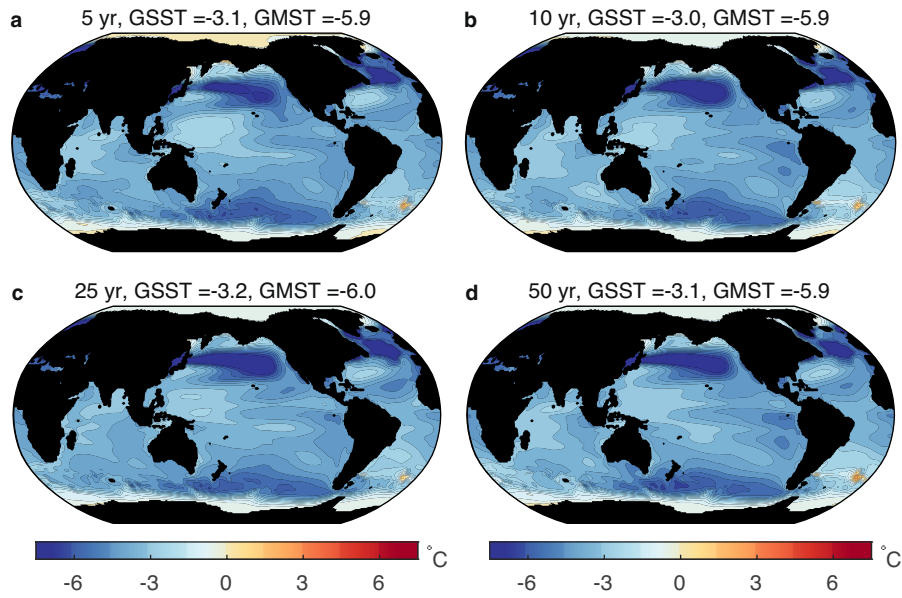 a 5 yr, GSST =-3.1, GMST =-5.9
b 10 yr, GSST =-3.0, GMST =-5.9
c 25 yr, GSST =-3.2, GMST =-6.0
d 50 yr, GSST =-3.1, GMST =-5.9
-6 -3 0 3 6 °C
-6 -3 0 3 6 °C